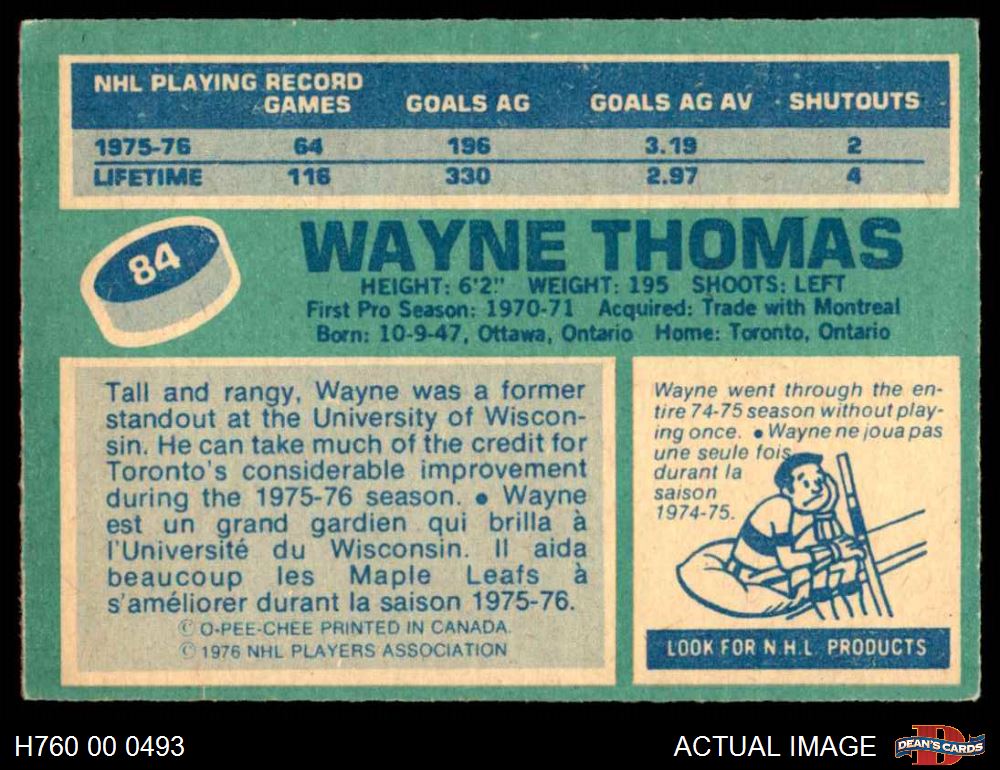 NHL PLAYING RECORD
GAMES GOALS AG GOALS AG AV SHUTOUTS
1975-76 64 196 3.19 2
LIFETIME 116 330 2.97 4
84
WAYNE THOMAS
HEIGHT: 6'2" WEIGHT: 195 SHOOTS: LEFT
First Pro Season: 1970-71 Acquired: Trade with Montreal
Born: 10-9-47, Ottawa, Ontario Home: Toronto, Ontario
Tall and rangy, Wayne was a former
standout at the University of Wiscon-
sin. He can take much of the credit for
Toronto's considerable improvement
during the 1975-76 season. • Wayne
est un grand gardien qui brilla à
l'Université du Wisconsin. Il aida
beaucoup les Maple Leafs à
s'améliorer durant la saison 1975-76.
© O-PEE-CHEE PRINTED IN CANADA.
© 1976 NHL PLAYERS ASSOCIATION
Wayne went through the en-
tire 74-75 season without play-
ing once. • Wayne ne joua pas
une seule fois
durant la
saison
1974-75.
LOOK FOR N.H.L. PRODUCTS
H760 00 0493
ACTUAL IMAGE
D
DEAN'S CARDS